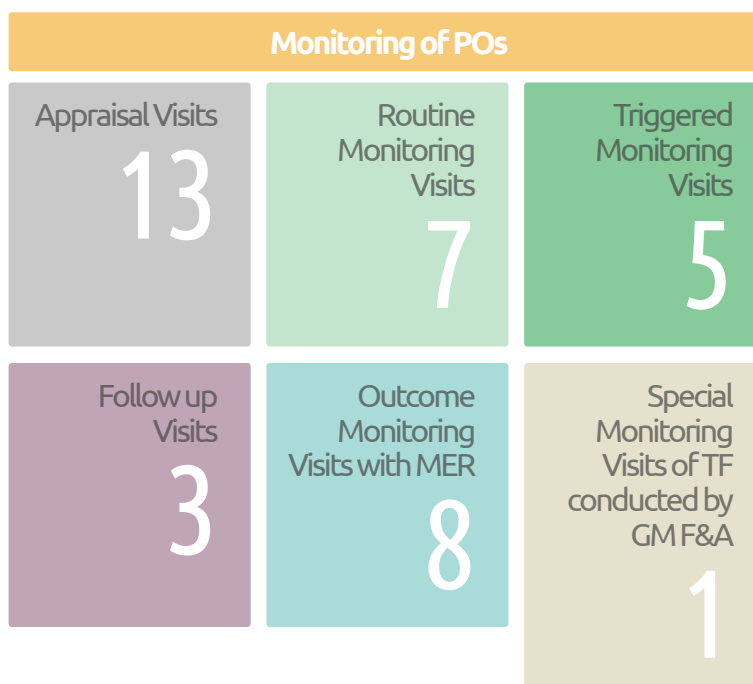 Monitoring of POs
Appraisal Visits
13
Routine
Monitoring
Visits
7
Triggered
Monitoring
Visits
5
Follow up
Visits
3
Outcome
Monitoring
Visits with MER
8
Special
Monitoring
Visits of TF
conducted by
GM F&A
1